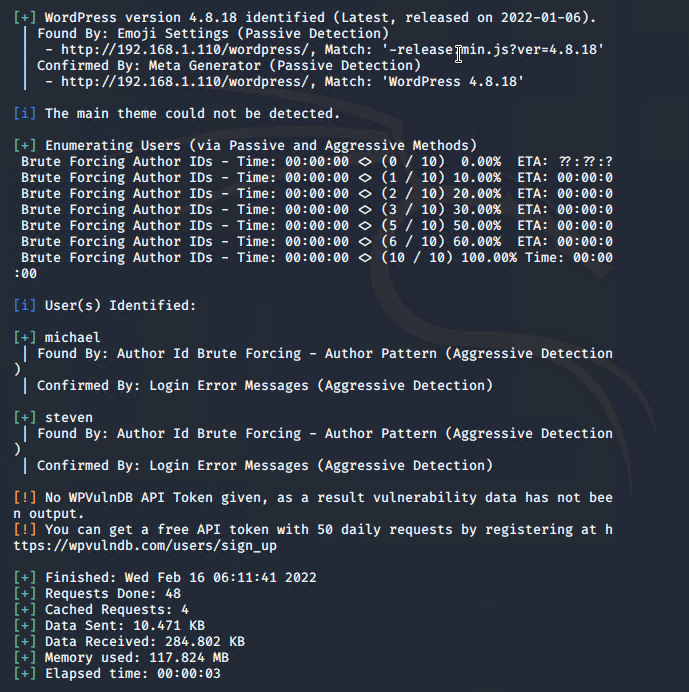 [+] WordPress version 4.8.18 identified (Latest, released on 2022-01-06).
| Found By: Emoji Settings (Passive Detection)
|  - http://192.168.1.110/wordpress/, Match: '-release.min.js?ver=4.8.18'
| Confirmed By: Meta Generator (Passive Detection)
|  - http://192.168.1.110/wordpress/, Match: 'WordPress 4.8.18'
[i] The main theme could not be detected.
[+] Enumerating Users (via Passive and Aggressive Methods)
Brute Forcing Author IDs - Time: 00:00:00 <> (0 / 10)  0.00%  ETA: ??:??:?
Brute Forcing Author IDs - Time: 00:00:00 <> (1 / 10) 10.00%  ETA: 00:00:0
Brute Forcing Author IDs - Time: 00:00:00 <> (2 / 10) 20.00%  ETA: 00:00:0
Brute Forcing Author IDs - Time: 00:00:00 <> (3 / 10) 30.00%  ETA: 00:00:0
Brute Forcing Author IDs - Time: 00:00:00 <> (5 / 10) 50.00%  ETA: 00:00:0
Brute Forcing Author IDs - Time: 00:00:00 <> (6 / 10) 60.00%  ETA: 00:00:0
Brute Forcing Author IDs - Time: 00:00:00 <> (10 / 10) 100.00% Time: 00:00
:00
[i] User(s) Identified:
[+] michael
| Found By: Author Id Brute Forcing - Author Pattern (Aggressive Detection
)
| Confirmed By: Login Error Messages (Aggressive Detection)
[+] steven
| Found By: Author Id Brute Forcing - Author Pattern (Aggressive Detection
)
| Confirmed By: Login Error Messages (Aggressive Detection)
[!] No WPVulnDB API Token given, as a result vulnerability data has not bee
n output.
[!] You can get a free API token with 50 daily requests by registering at h
ttps://wpvulndb.com/users/sign_up
[+] Finished: Wed Feb 16 06:11:41 2022
[+] Requests Done: 48
[+] Cached Requests: 4
[+] Data Sent: 10.471 KB
[+] Data Received: 284.802 KB
[+] Memory used: 117.824 MB
[+] Elapsed time: 00:00:03